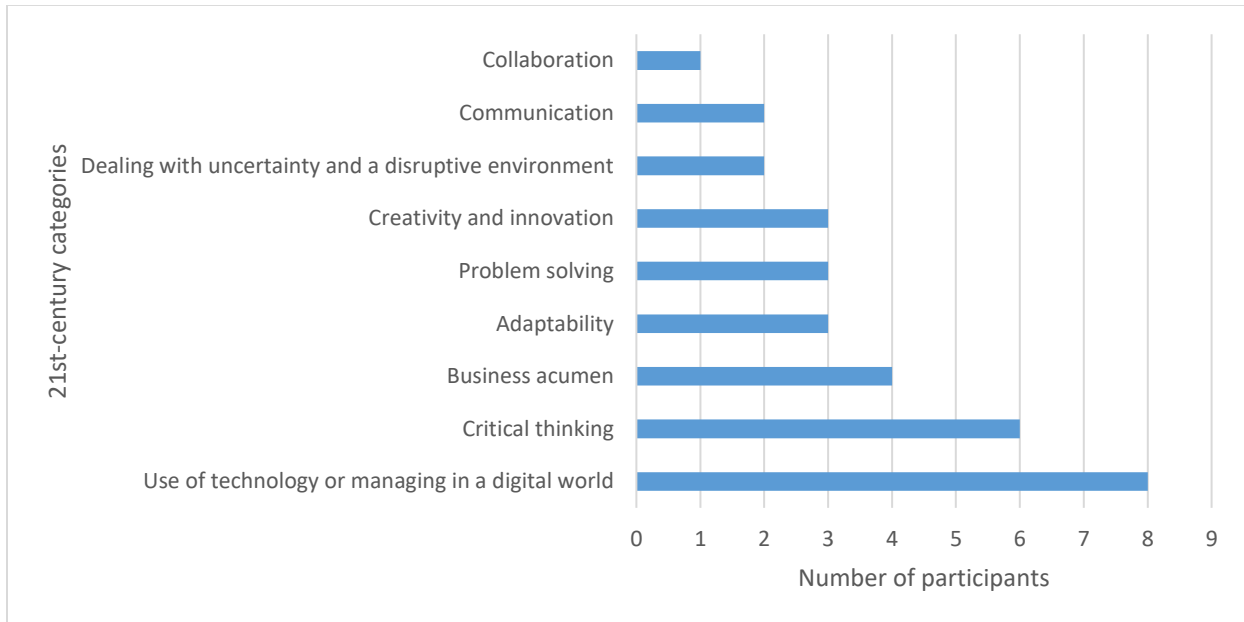 21st-century categories
Collaboration
Communication
Dealing with uncertainty and a disruptive environment
Creativity and innovation
Problem solving
Adaptability
Business acumen
Critical thinking
Use of technology or managing in a digital world
0 1 2 3 4 5 6 7 8 9
Number of participants